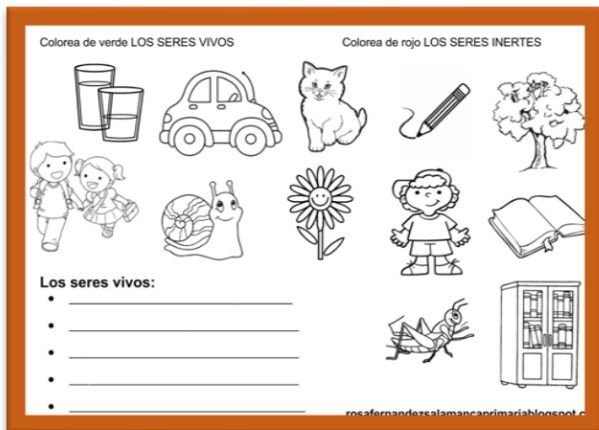 Colorea de verde LOS SERES VIVOS
Colorea de rojo LOS SERES INERTES
Los seres vivos:
rosafernandezsalamancaprimariablogspot.c